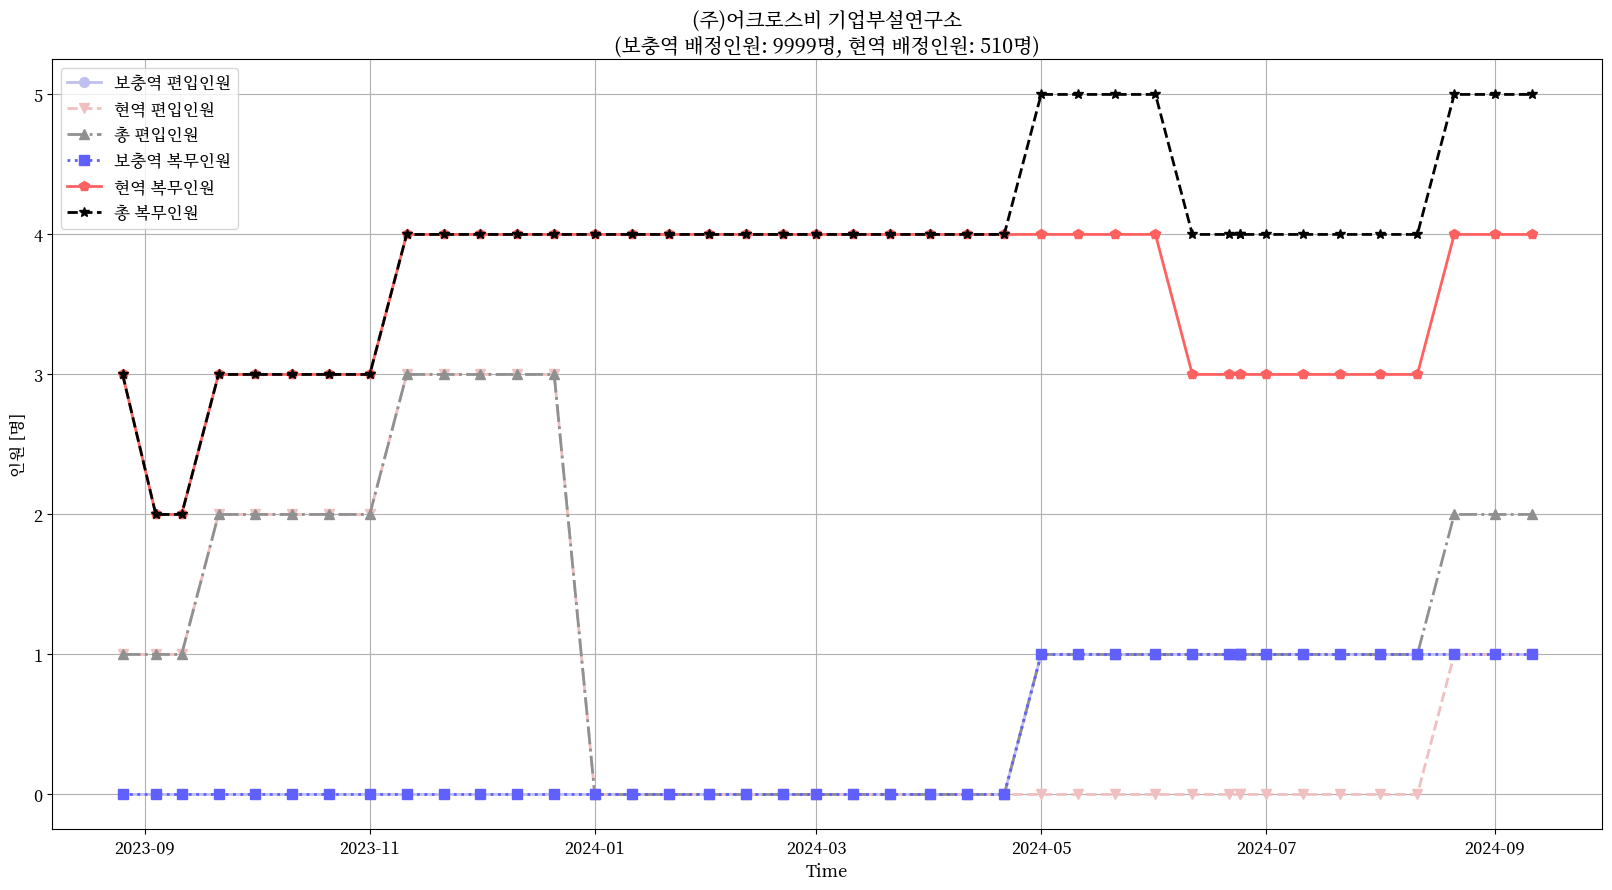 (주)어크로스비 기업부설연구소
(보충역 배정인원: 9999명, 현역 배정인원: 510명)
보충역 편입인원
현역 편입인원
총 편입인원
보충역 복무인원
현역 복무인원
총 복무인원
인원 [명]
5
4
3
2
1
0
2023-09
2023-11
2024-01
2024-03
2024-05
2024-07
2024-09
Time